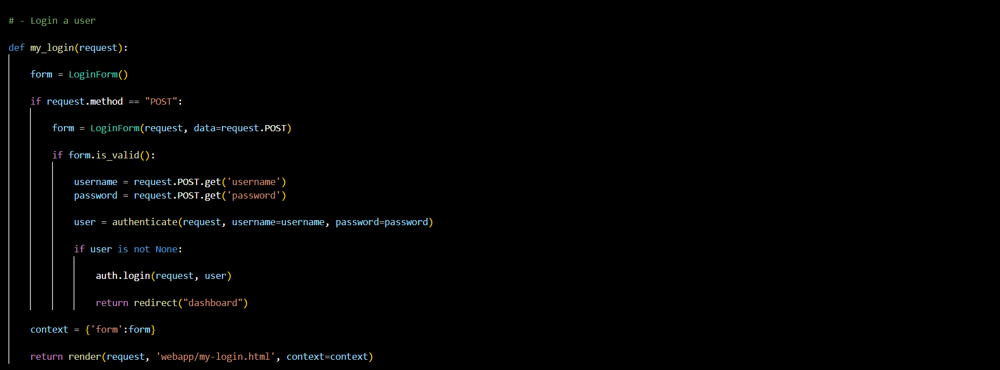 # - Login a user
def my_login(request):
form = LoginForm()
if request.method == "POST":
form = LoginForm(request, data=request.POST)
if form.is_valid():
username = request.POST.get('username')
password = request.POST.get('password')
user = authenticate(request, username=username, password=password)
if user is not None:
auth.login(request, user)
return redirect("dashboard")
context = {'form':form}
return render(request, 'webapp/my-login.html', context=context)